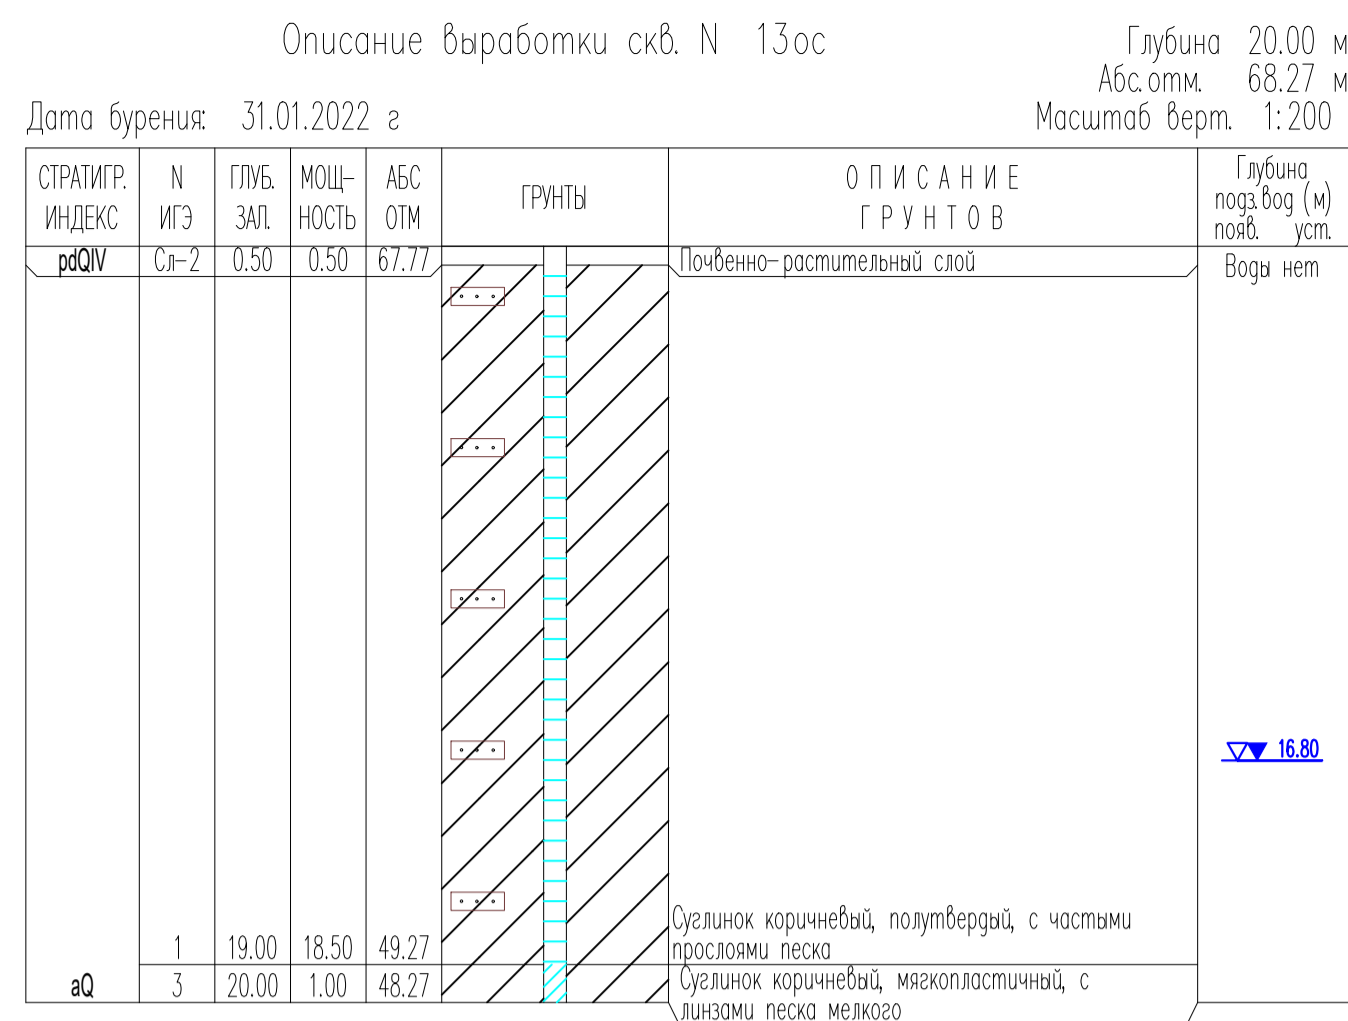 Описание выработки скв. N 13ос
Глубина 20.00 м
Абс.отм. 68.27 м
Дата бурения: 31.01.2022 г
Масштаб верт. 1:200
СТРАТИГР. ИНДЕКС
N ИГЭ
ГЛУБ. ЗАЛ.
МОЩ-НОСТЬ
АБС ОТМ
ГРУНТЫ
ОПИСАНИЕ
ГРУНТОВ
Глубина
подз.вод (м)
появ. уст.
pdQIV Сл-2 0.50 0.50 67.77 Почвенно-растительный слой
Воды нет
16.80
Суглинок коричневый, полутвердый, с частыми
1 19.00 18.50 49.27 прослоями песка
aQ 3 20.00 1.00 48.27 Суглинок коричневый, мягкопластичный, с
линзами песка мелкого